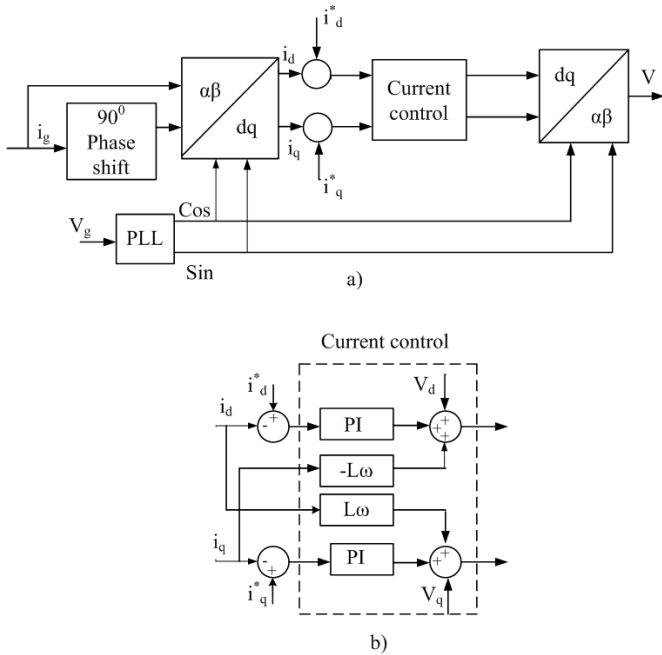 i*d
id
αβ
dq
V
Current
control
dq
αβ
ig
90⁰
Phase
shift
iq
i*q
Cos
Vg
PLL
Sin
a)
Current control
i*d
Vd
id
-
+
PI
+
+
+
-Lω
Lω
iq
-
+
PI
+
+
i*q
Vq
b)